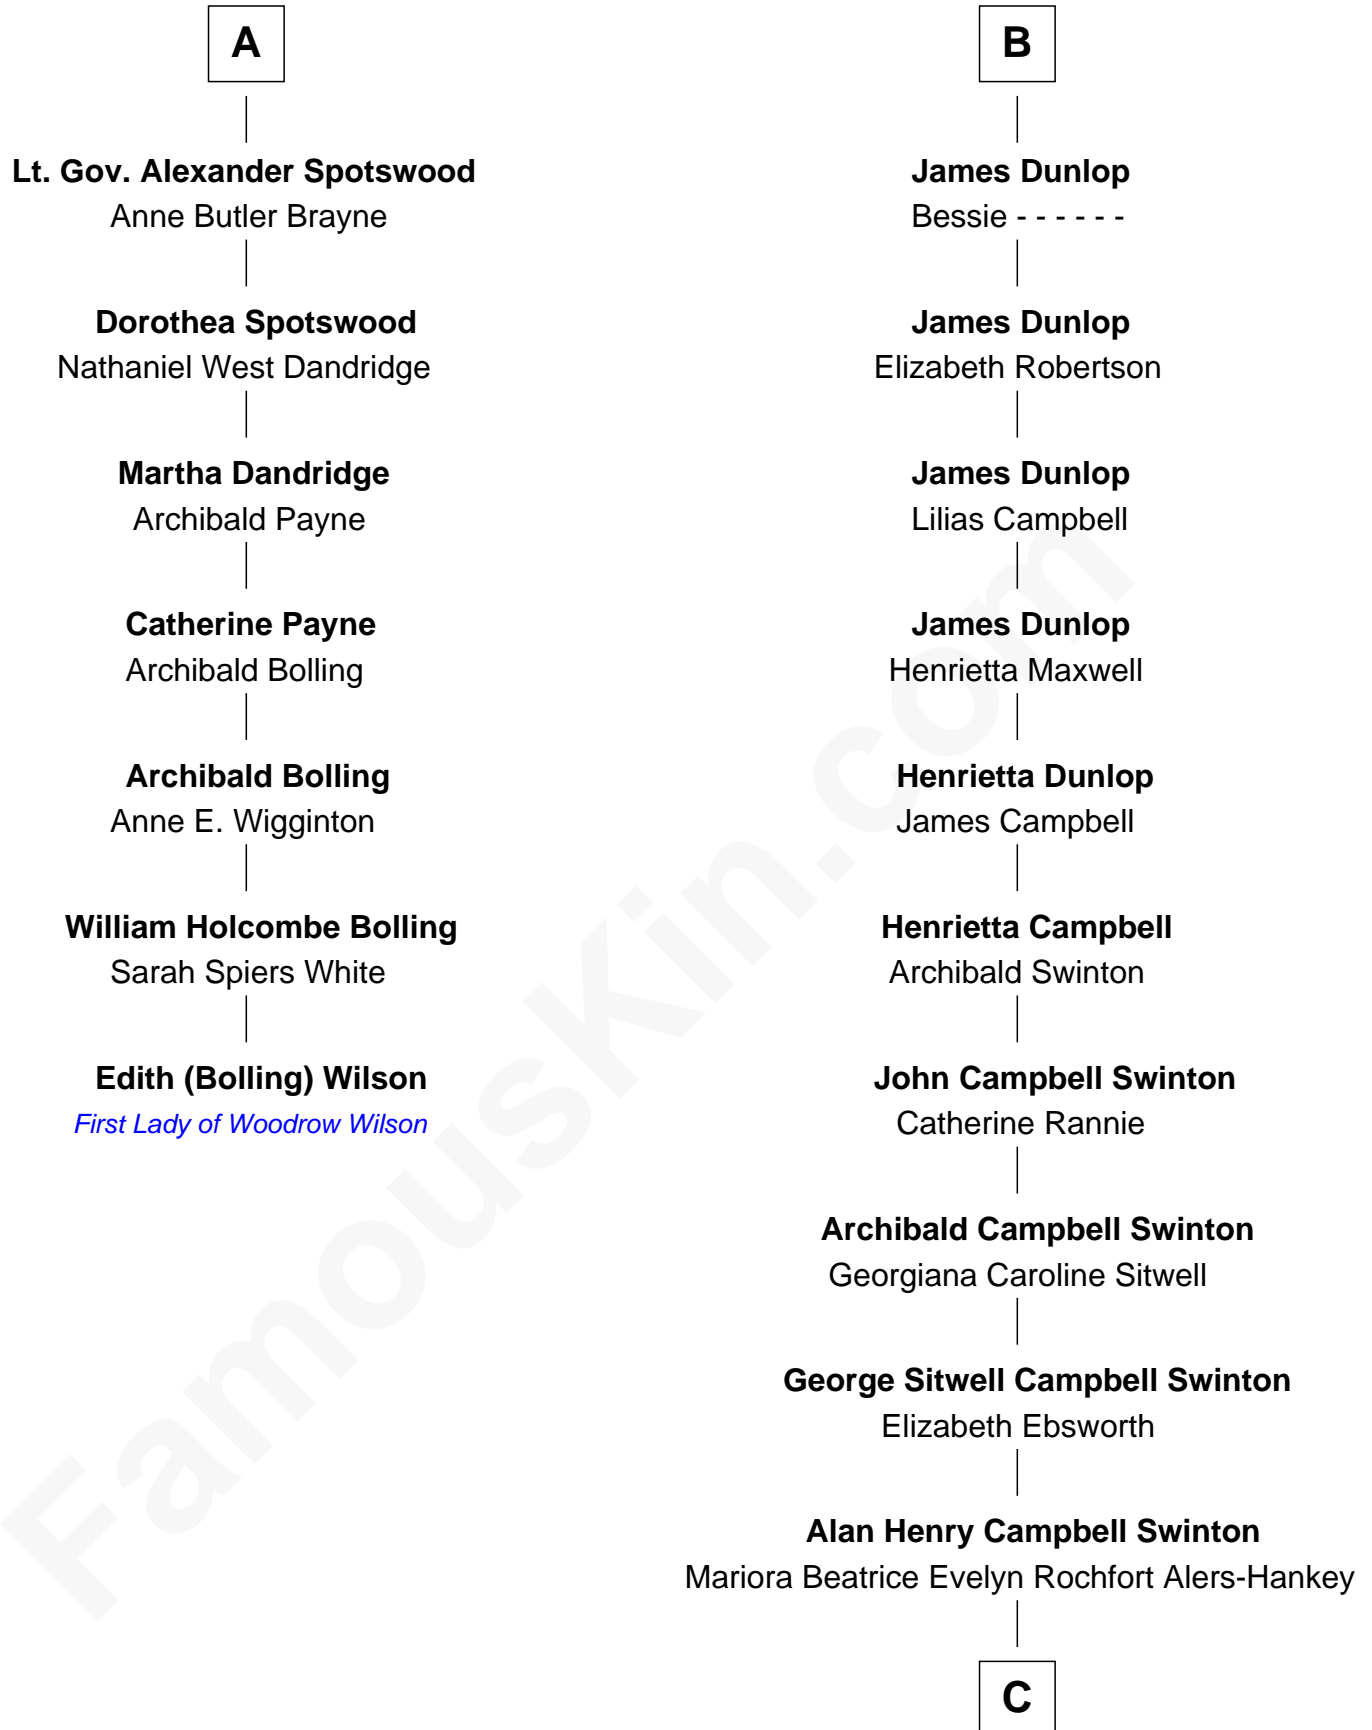 A
Lt. Gov. Alexander Spotswood
Anne Butler Brayne
Dorothea Spotswood
Nathaniel West Dandridge
Martha Dandridge
Archibald Payne
Catherine Payne
Archibald Bolling
Archibald Bolling
Anne E. Wigginton
William Holcombe Bolling
Sarah Spiers White
Edith (Bolling) Wilson
First Lady of Woodrow Wilson
B
James Dunlop
Bessie - - - - - -
James Dunlop
Elizabeth Robertson
James Dunlop
Lilias Campbell
James Dunlop
Henrietta Maxwell
Henrietta Dunlop
James Campbell
Henrietta Campbell
Archibald Swinton
John Campbell Swinton
Catherine Rannie
Archibald Campbell Swinton
Georgiana Caroline Sitwell
George Sitwell Campbell Swinton
Elizabeth Ebsworth
Alan Henry Campbell Swinton
Mariora Beatrice Evelyn Rochfort Alers-Hankey
C
FamousKin.com